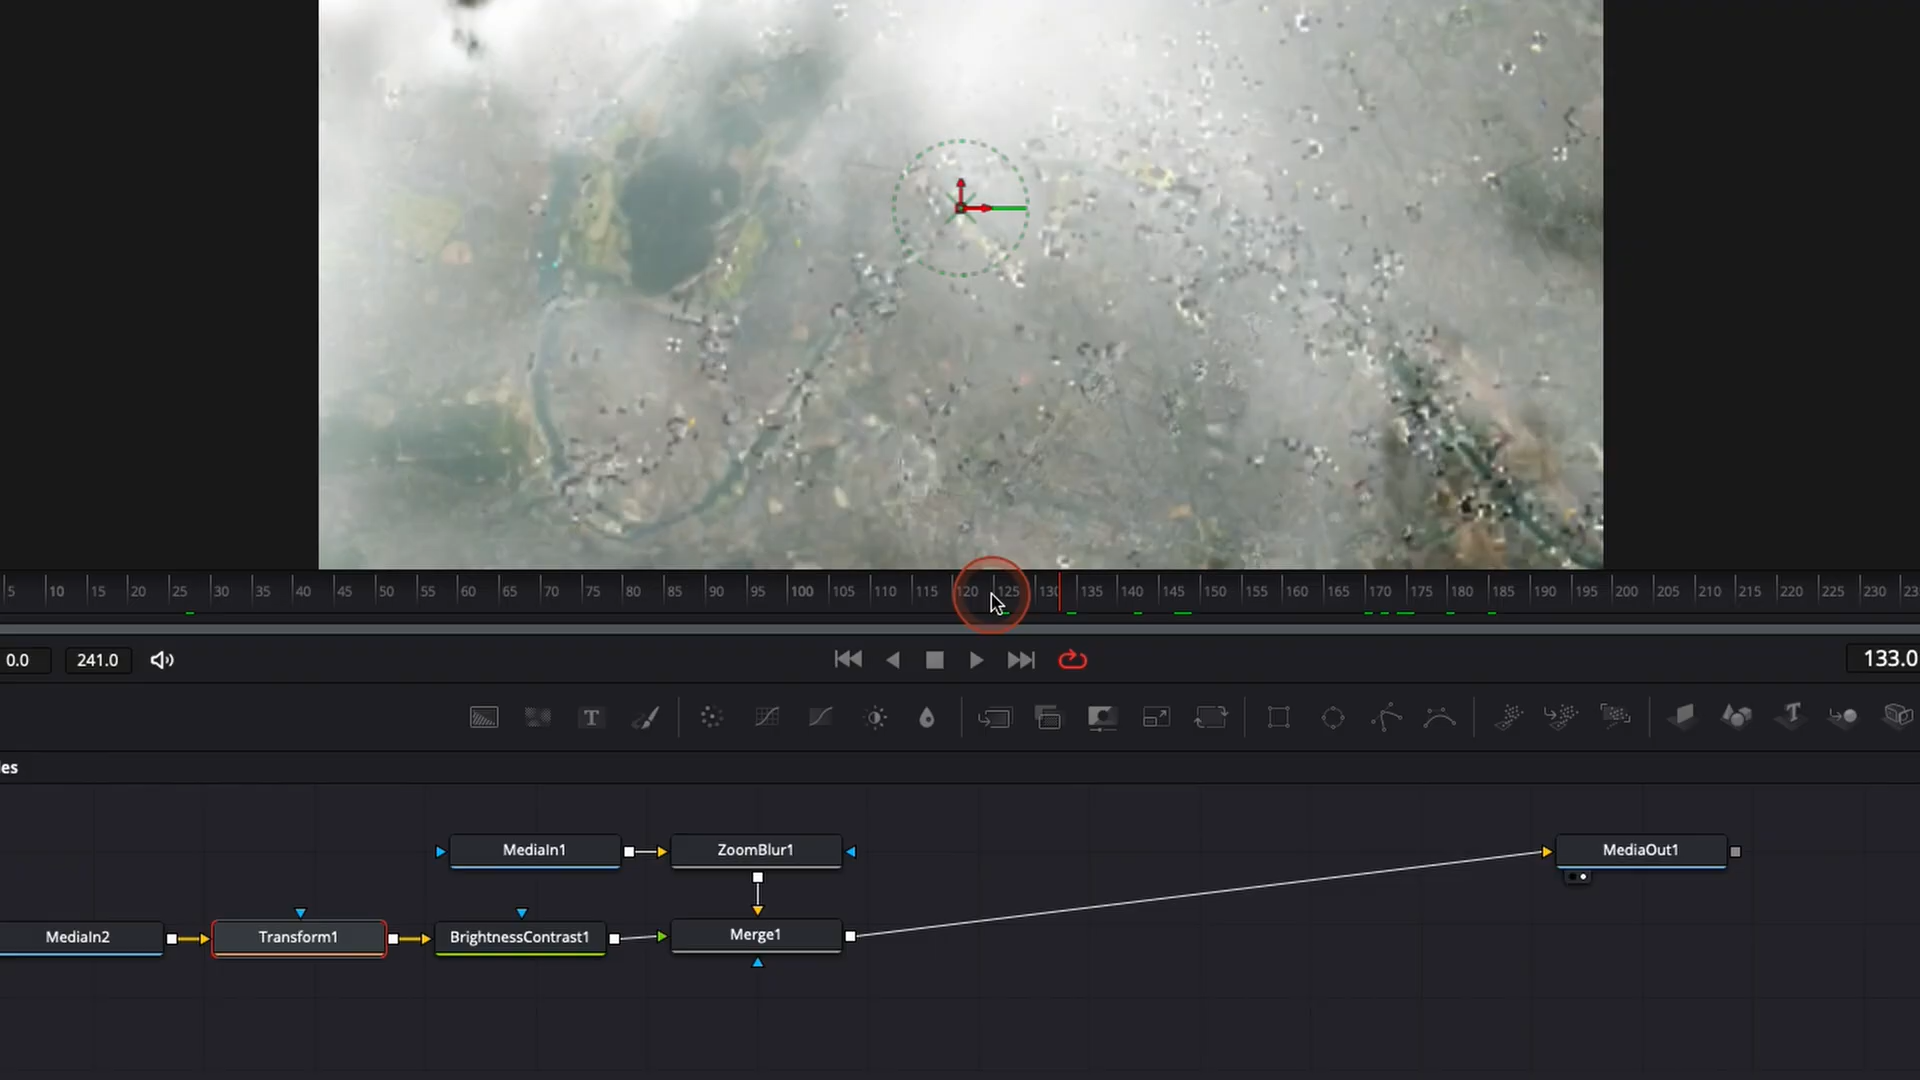 5 10 15 20 25 30 35 40 45 50 55 60 65 70 75 80 85 90 95 100 105 110 115 120 125 130 135 140 145 150 155 160 165 170 175 180 185 190 195 200 205 210 215 220 225 230 23
0.0 241.0 133.0
T
es
MediaIn1 ZoomBlur1 MediaOut1
MediaIn2 Transform1 BrightnessContrast1 Merge1